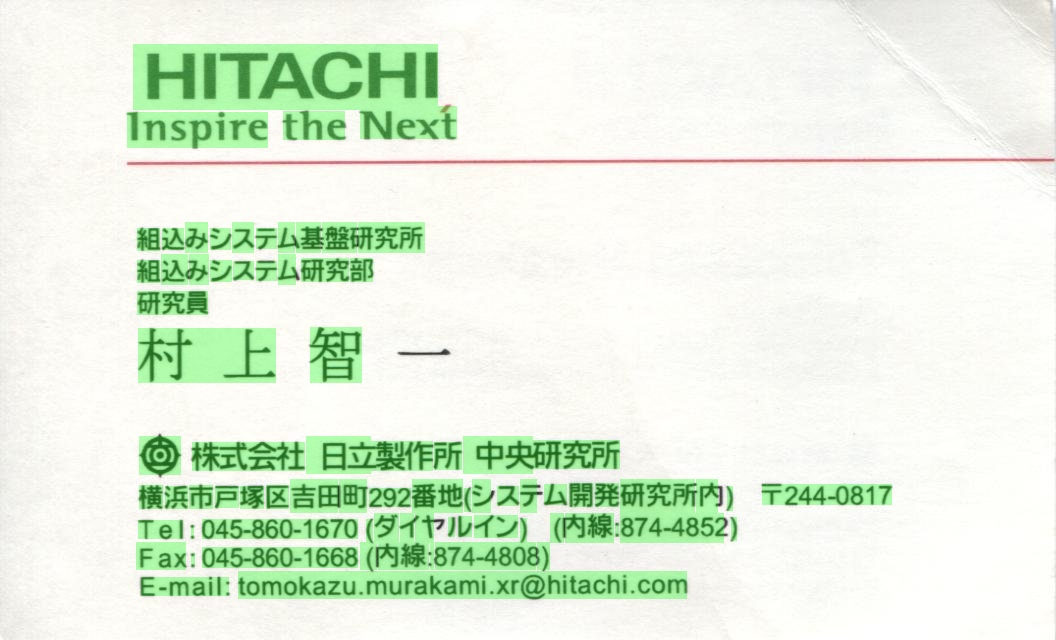 HITACHI
Inspire the Next
組込みシステム基盤研究所
組込みシステム研究部
研究員
村 上 智 一
株式会社 日立製作所 中央研究所
横浜市戸塚区吉田町292番地(システム開発研究所内) 〒244-0817
Tel: 045-860-1670 (ダイヤルイン) (内線:874-4852)
Fax: 045-860-1668 (内線:874-4808)
E-mail: tomokazu.murakami.xr@hitachi.com